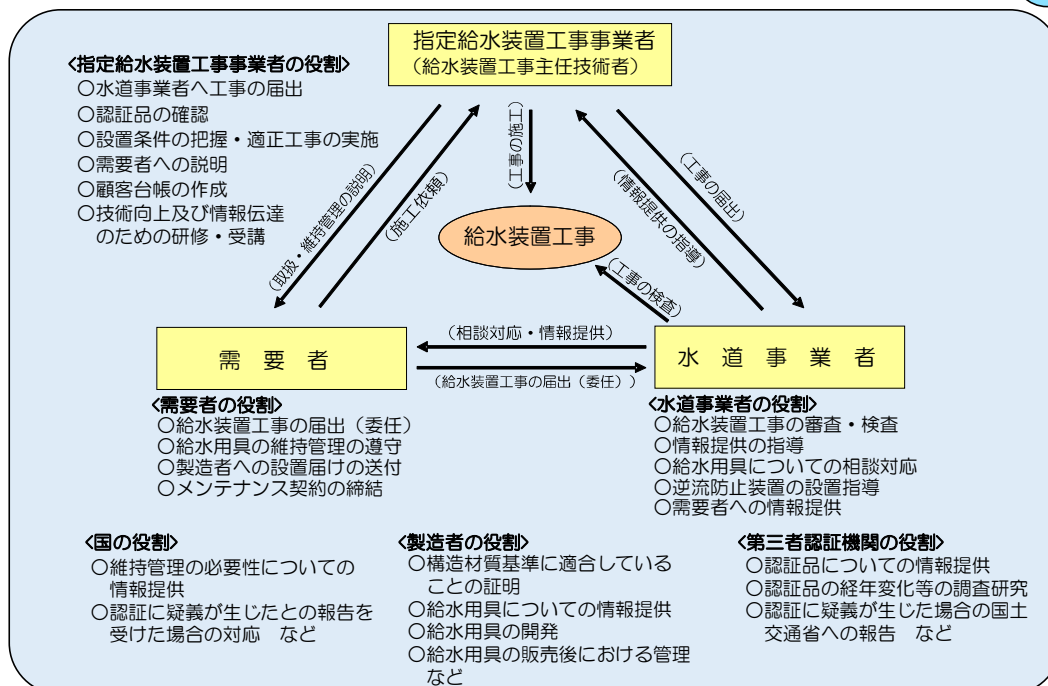 指定給水装置工事事業者
（給水装置工事主任技術者）
<指定給水装置工事事業者の役割>
○水道事業者へ工事の届出
○認証品の確認
○設置条件の把握・適正工事の実施
○需要者への説明
○顧客台帳の作成
○技術向上及び情報伝達
のための研修・受講
（取扱・維持管理の説明）
（施工依頼）
（工事の施工）
（情報提供の指導）
（工事の届出）
給水装置工事
（工事の検査）
需要者
（相談対応・情報提供）
（給水装置工事の届出（委任））
水道事業者
<需要者の役割>
○給水装置工事の届出（委任）
○給水用具の維持管理の遵守
○製造者への設置届けの送付
○メンテナンス契約の締結
<水道事業者の役割>
○給水装置工事の審査・検査
○情報提供の指導
○給水用具についての相談対応
○逆流防止装置の設置指導
○需要者への情報提供
<国の役割>
○維持管理の必要性についての
情報提供
○認証に疑義が生じたとの報告を
受けた場合の対応　など
<製造者の役割>
○構造材質基準に適合している
ことの証明
○給水用具についての情報提供
○給水用具の開発
○給水用具の販売後における管理
など
<第三者認証機関の役割>
○認証品についての情報提供
○認証品の経年変化等の調査研究
○認証に疑義が生じた場合の国土
交通省への報告　など